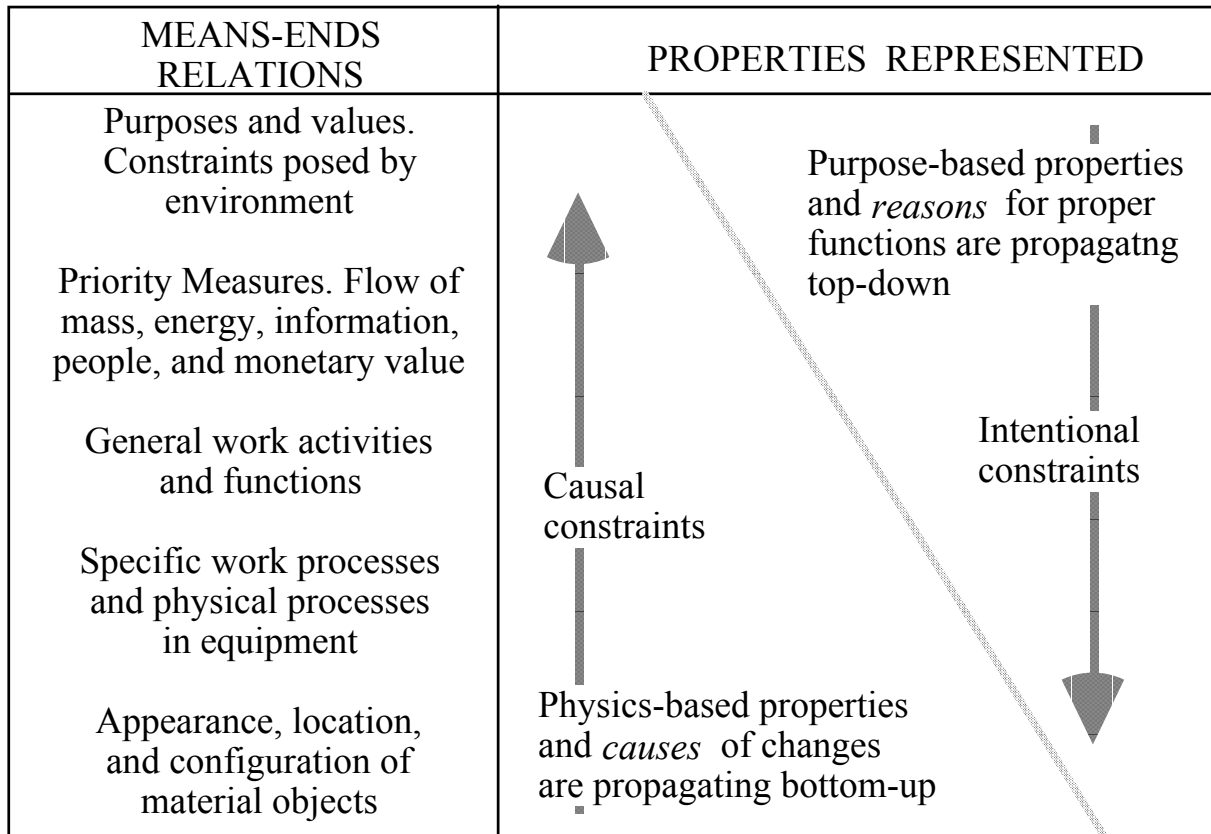 MEANS-ENDS
RELATIONS
PROPERTIES REPRESENTED
Purposes and values.
Constraints posed by
environment
Priority Measures. Flow of
mass, energy, information,
people, and monetary value
General work activities
and functions
Specific work processes
and physical processes
in equipment
Appearance, location,
and configuration of
material objects
Causal
constraints
Physics-based properties
and causes of changes
are propagating bottom-up
Purpose-based properties
and reasons for proper
functions are propagatng
top-down
Intentional
constraints